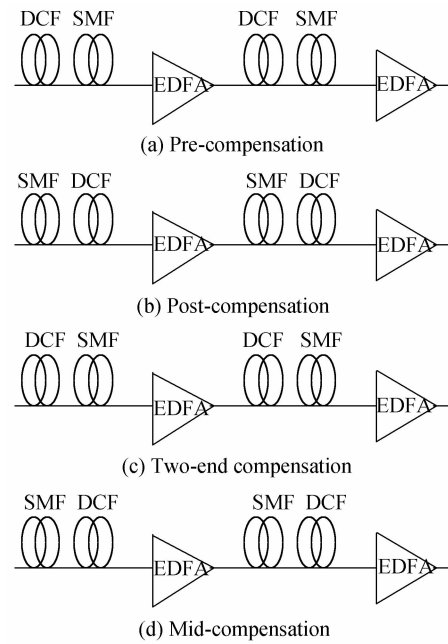 DCF SMF DCF SMF
EDFA EDFA
(a) Pre-compensation
SMF DCF SMF DCF
EDFA EDFA
(b) Post-compensation
DCF SMF DCF SMF
EDFA EDFA
(c) Two-end compensation
SMF DCF SMF DCF
EDFA EDFA
(d) Mid-compensation